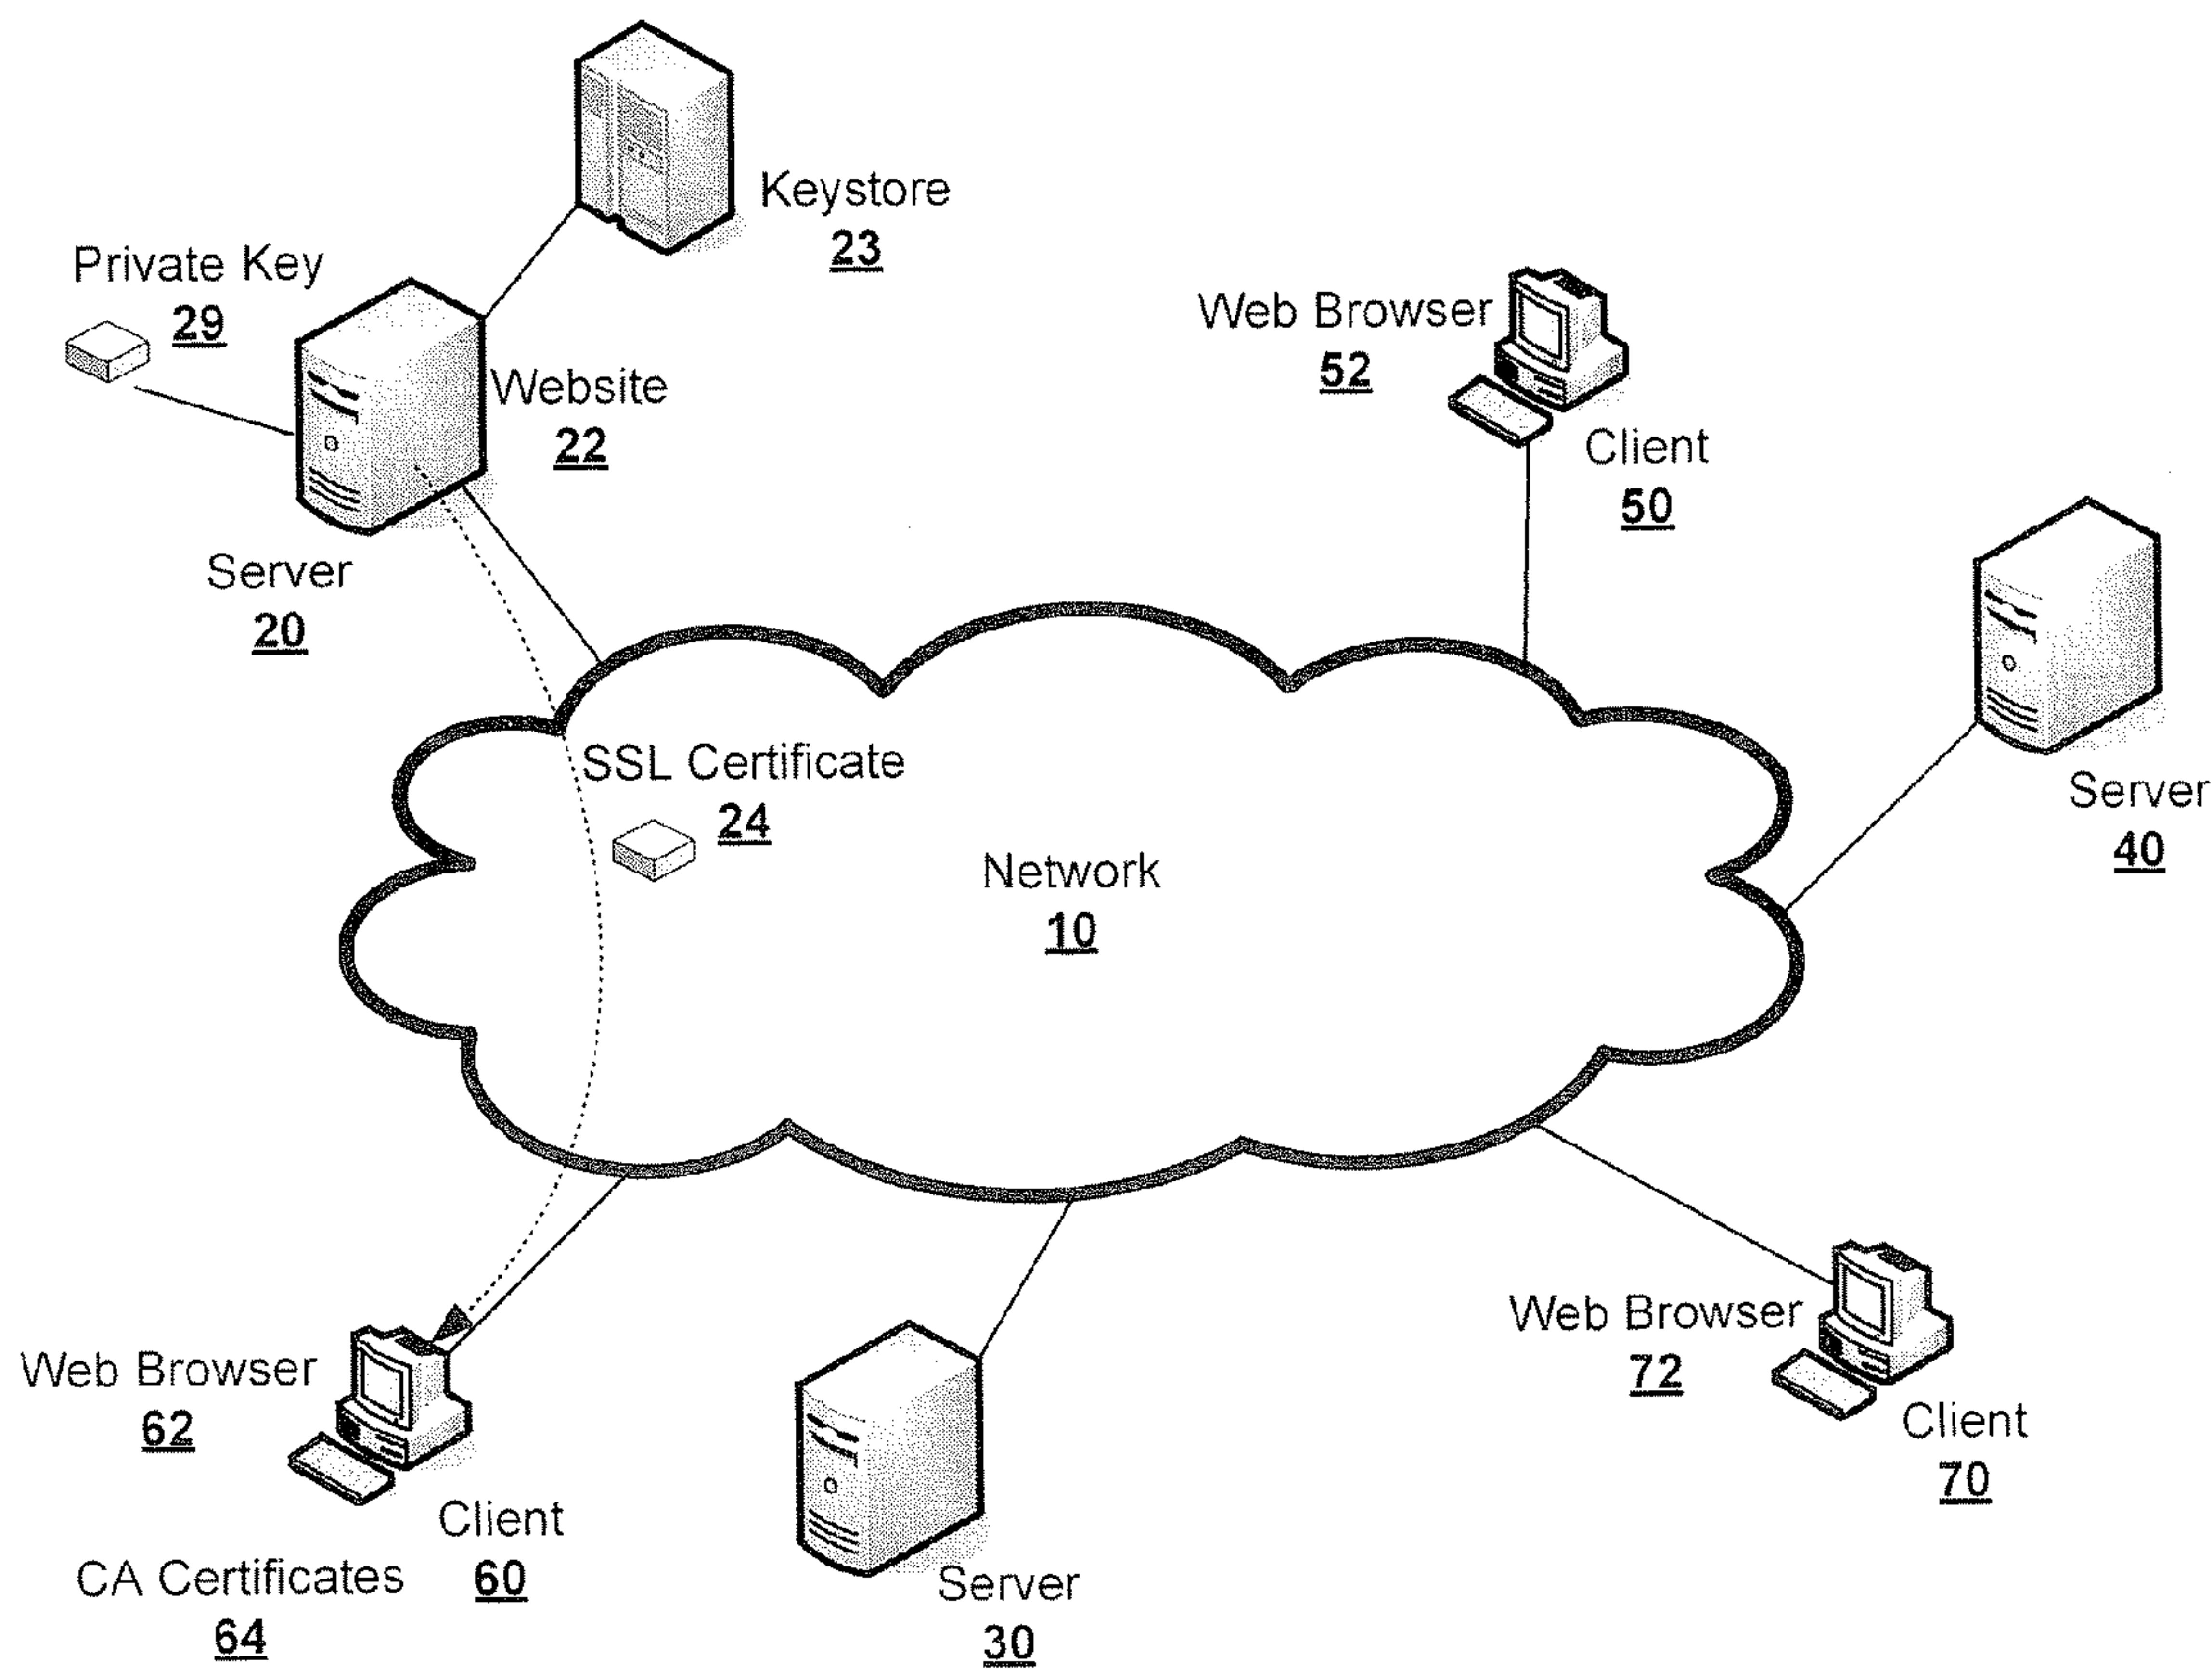 Keystore
23
Private Key
29
Website
22
Server
20
Web Browser
52
Client
50
Server
40
SSL Certificate
24
Network
10
Web Browser
62
Client
60
CA Certificates
64
Server
30
Web Browser
72
Client
70